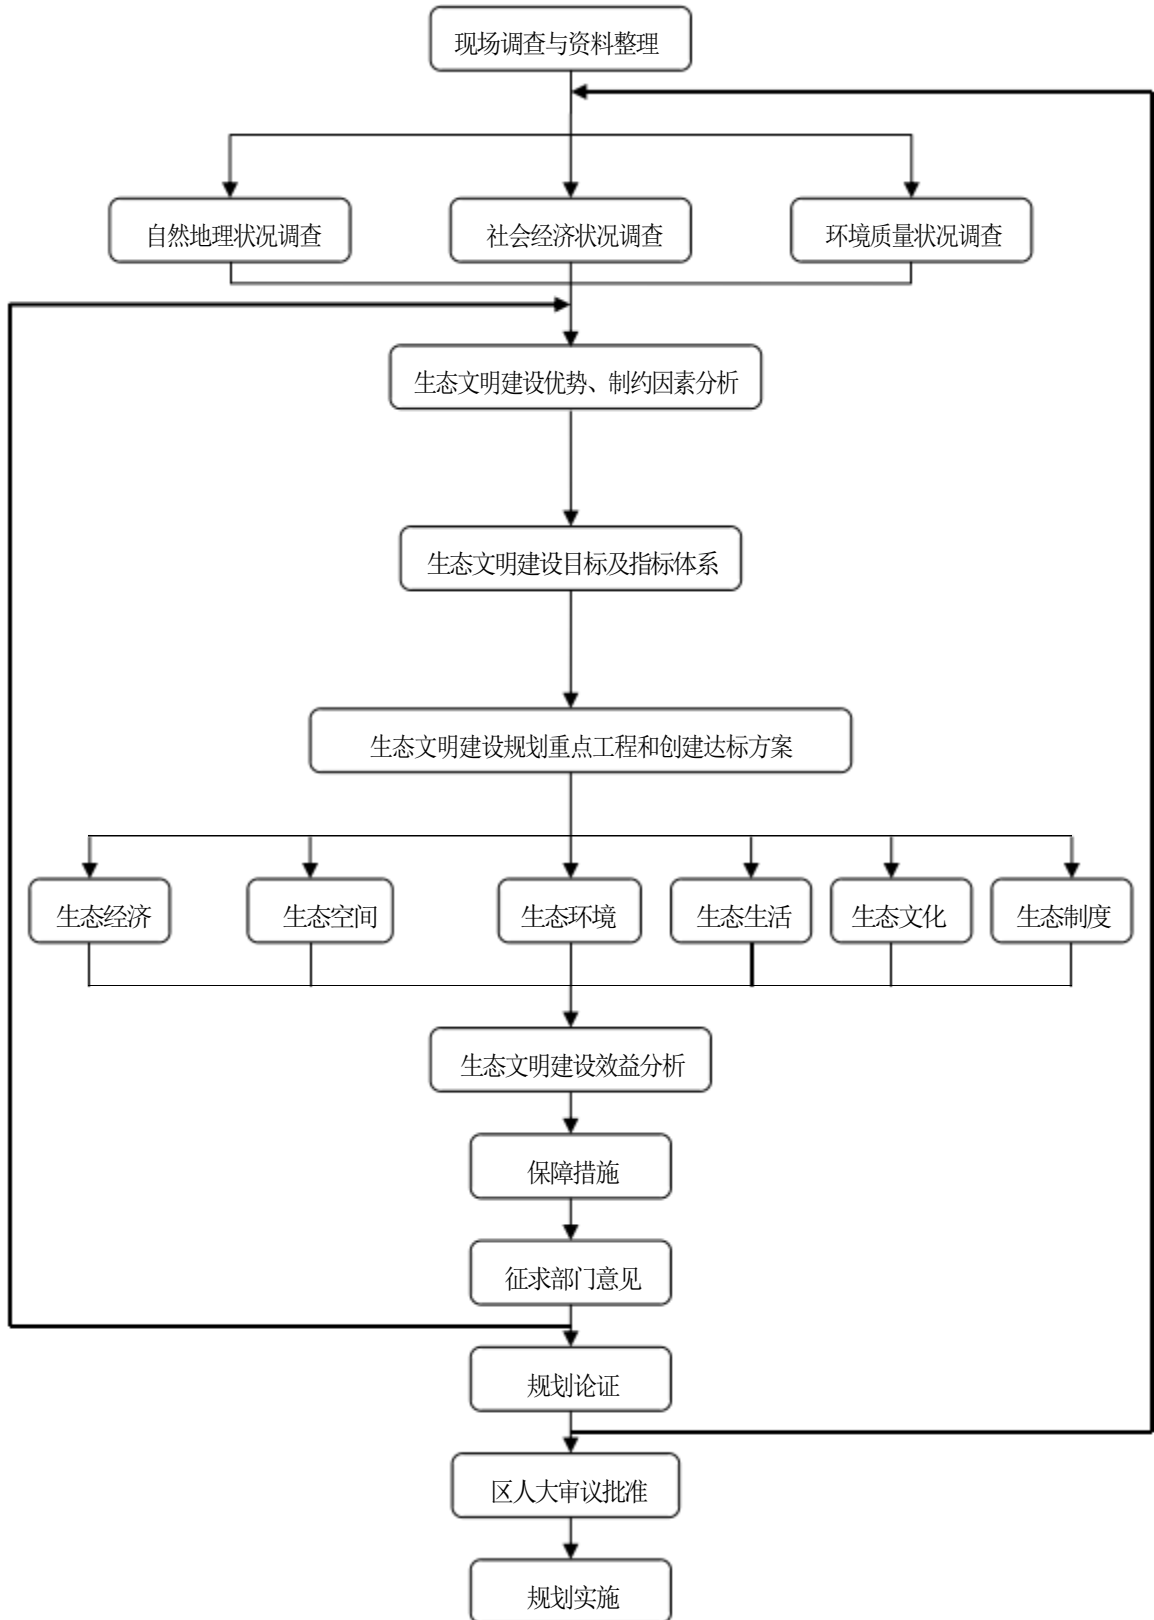 现场调查与资料整理
自然地理状况调查
社会经济状况调查
环境质量状况调查
生态文明建设优势、制约因素分析
生态文明建设目标及指标体系
生态文明建设规划重点工程和创建达标方案
生态经济
生态空间
生态环境
生态生活
生态文化
生态制度
生态文明建设效益分析
保障措施
征求部门意见
规划论证
区人大审议批准
规划实施